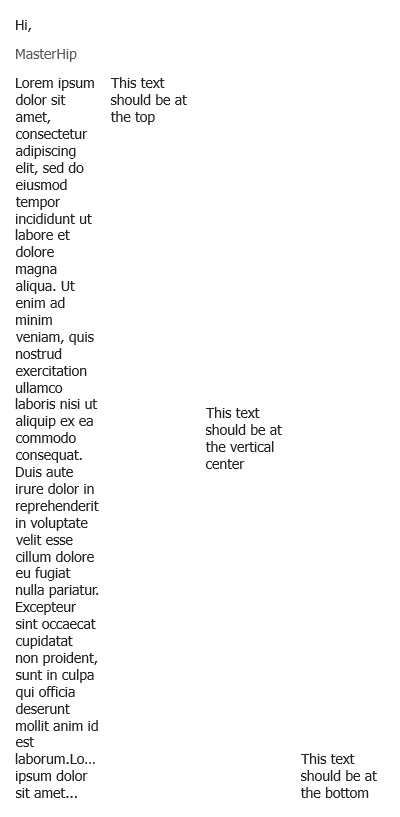 Hi,
MasterHip
Lorem ipsum
dolor sit
amet,
consectetur
adipiscing
elit, sed do
eiusmod
tempor
incididunt ut
labore et
dolore
magna
aliqua. Ut
enim ad
minim
veniam, quis
nostrud
exercitation
ullamco
laboris nisi ut
aliquip ex ea
commodo
consequat.
Duis aute
irure dolor in
reprehenderit
in voluptate
velit esse
cillum dolore
eu fugiat
nulla pariatur.
Excepteur
sint occaecat
cupidatat
non proident,
sunt in culpa
qui officia
deserunt
mollit anim id
est
laborum.Lo...
ipsum dolor
sit amet...
This text
should be at
the top
This text
should be at
the vertical
center
This text
should be at
the bottom